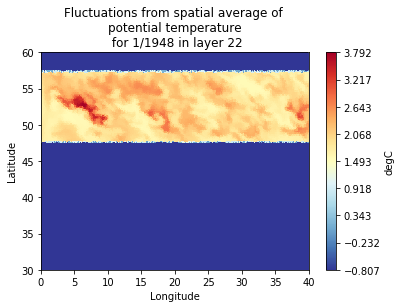 Fluctuations from spatial average of
potential temperature
for 1/1948 in layer 22
60
55
50
45
40
35
30
Latitude
0 5 10 15 20 25 30 35 40
Longitude
3.792
3.217
2.643
2.068
1.493
0.918
0.343
−0.232
−0.807
degC